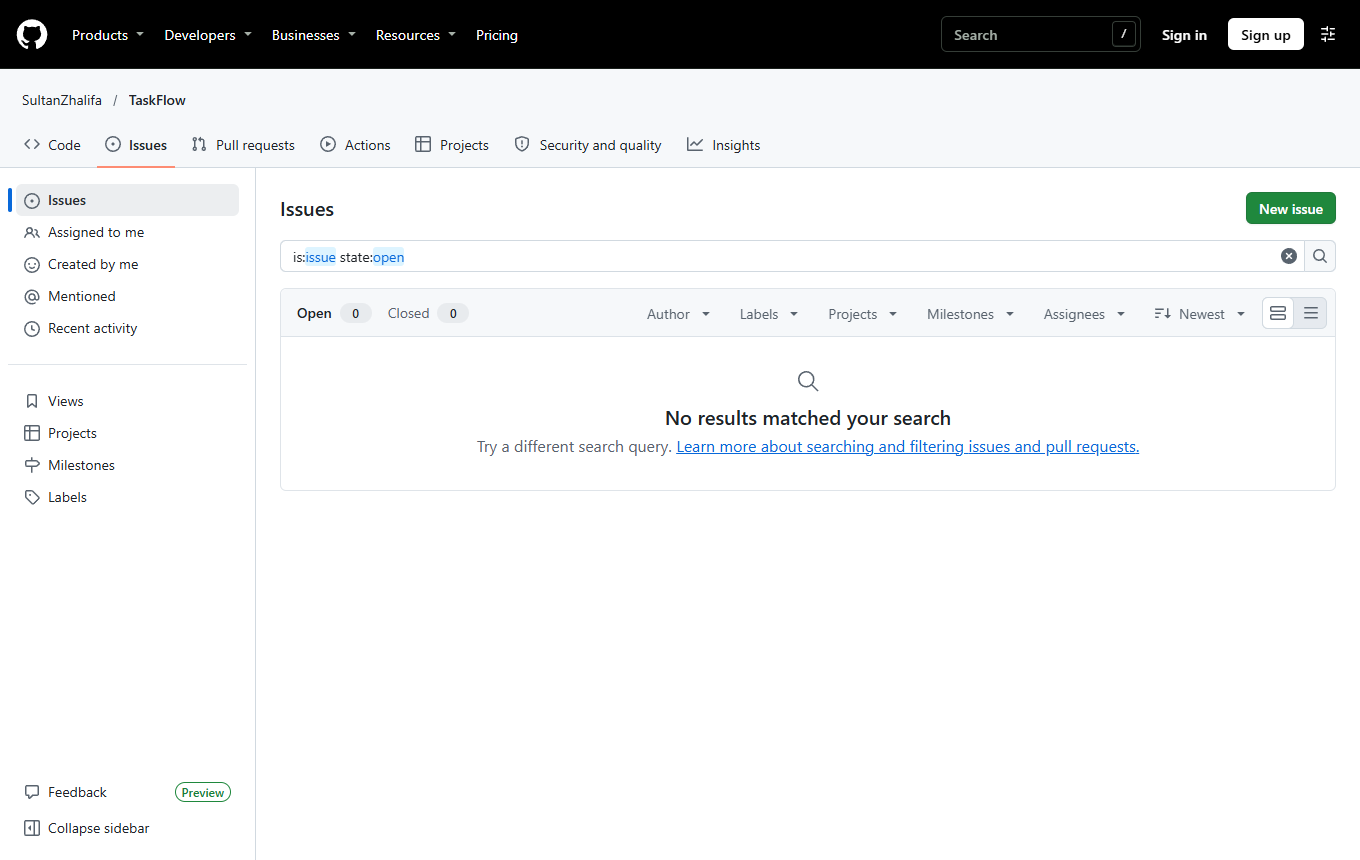 Products Developers Businesses Resources Pricing Search / Sign in Sign up
SultanZhalifa / TaskFlow
Code Issues Pull requests Actions Projects Security and quality Insights
Issues
Assigned to me
Created by me
Mentioned
Recent activity
Views
Projects
Milestones
Labels
Feedback Preview
Collapse sidebar
Issues New issue
is:issue state:open
Open 0 Closed 0 Author Labels Projects Milestones Assignees Newest
No results matched your search
Try a different search query. Learn more about searching and filtering issues and pull requests.